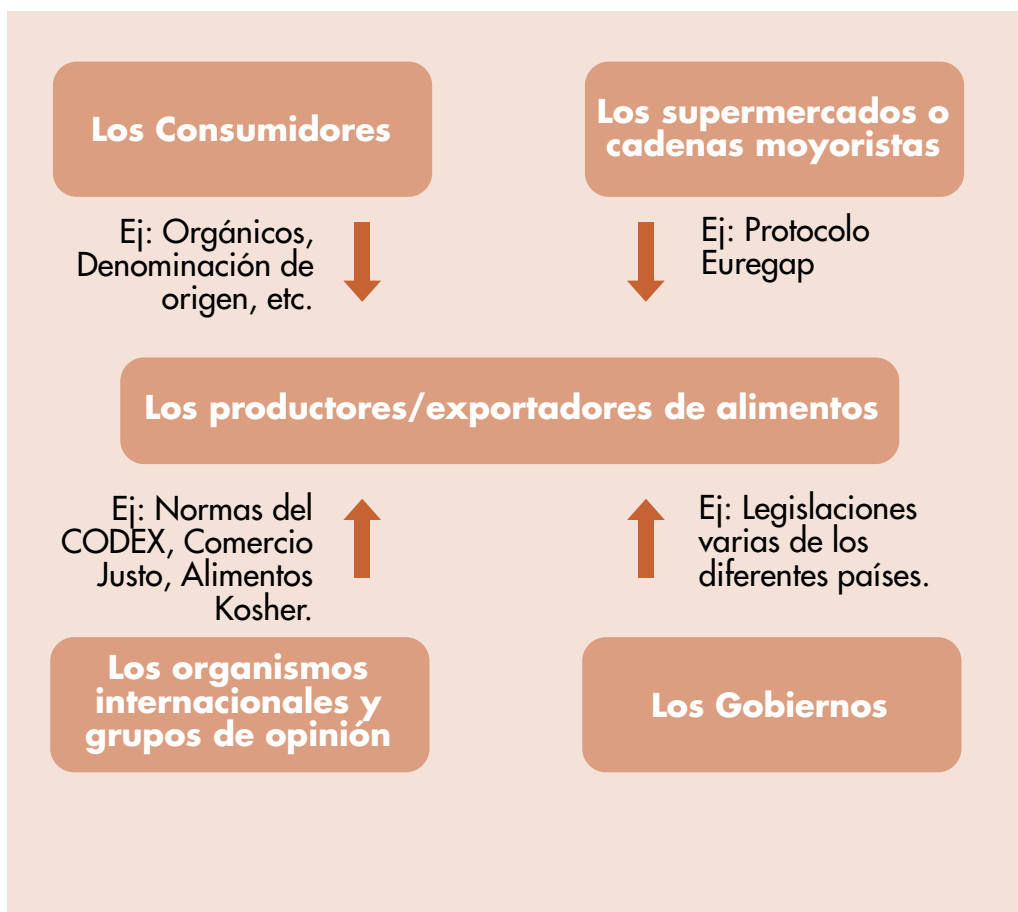 Los Consumidores
Los supermercados o
cadenas moyoristas
Ej: Orgánicos,
Denominación de
origen, etc.
Ej: Protocolo
Euregap
Los productores/exportadores de alimentos
Ej: Normas del
CODEX, Comercio
Justo, Alimentos
Kosher.
Ej: Legislaciones
varias de los
diferentes países.
Los organismos
internacionales y
grupos de opinión
Los Gobiernos